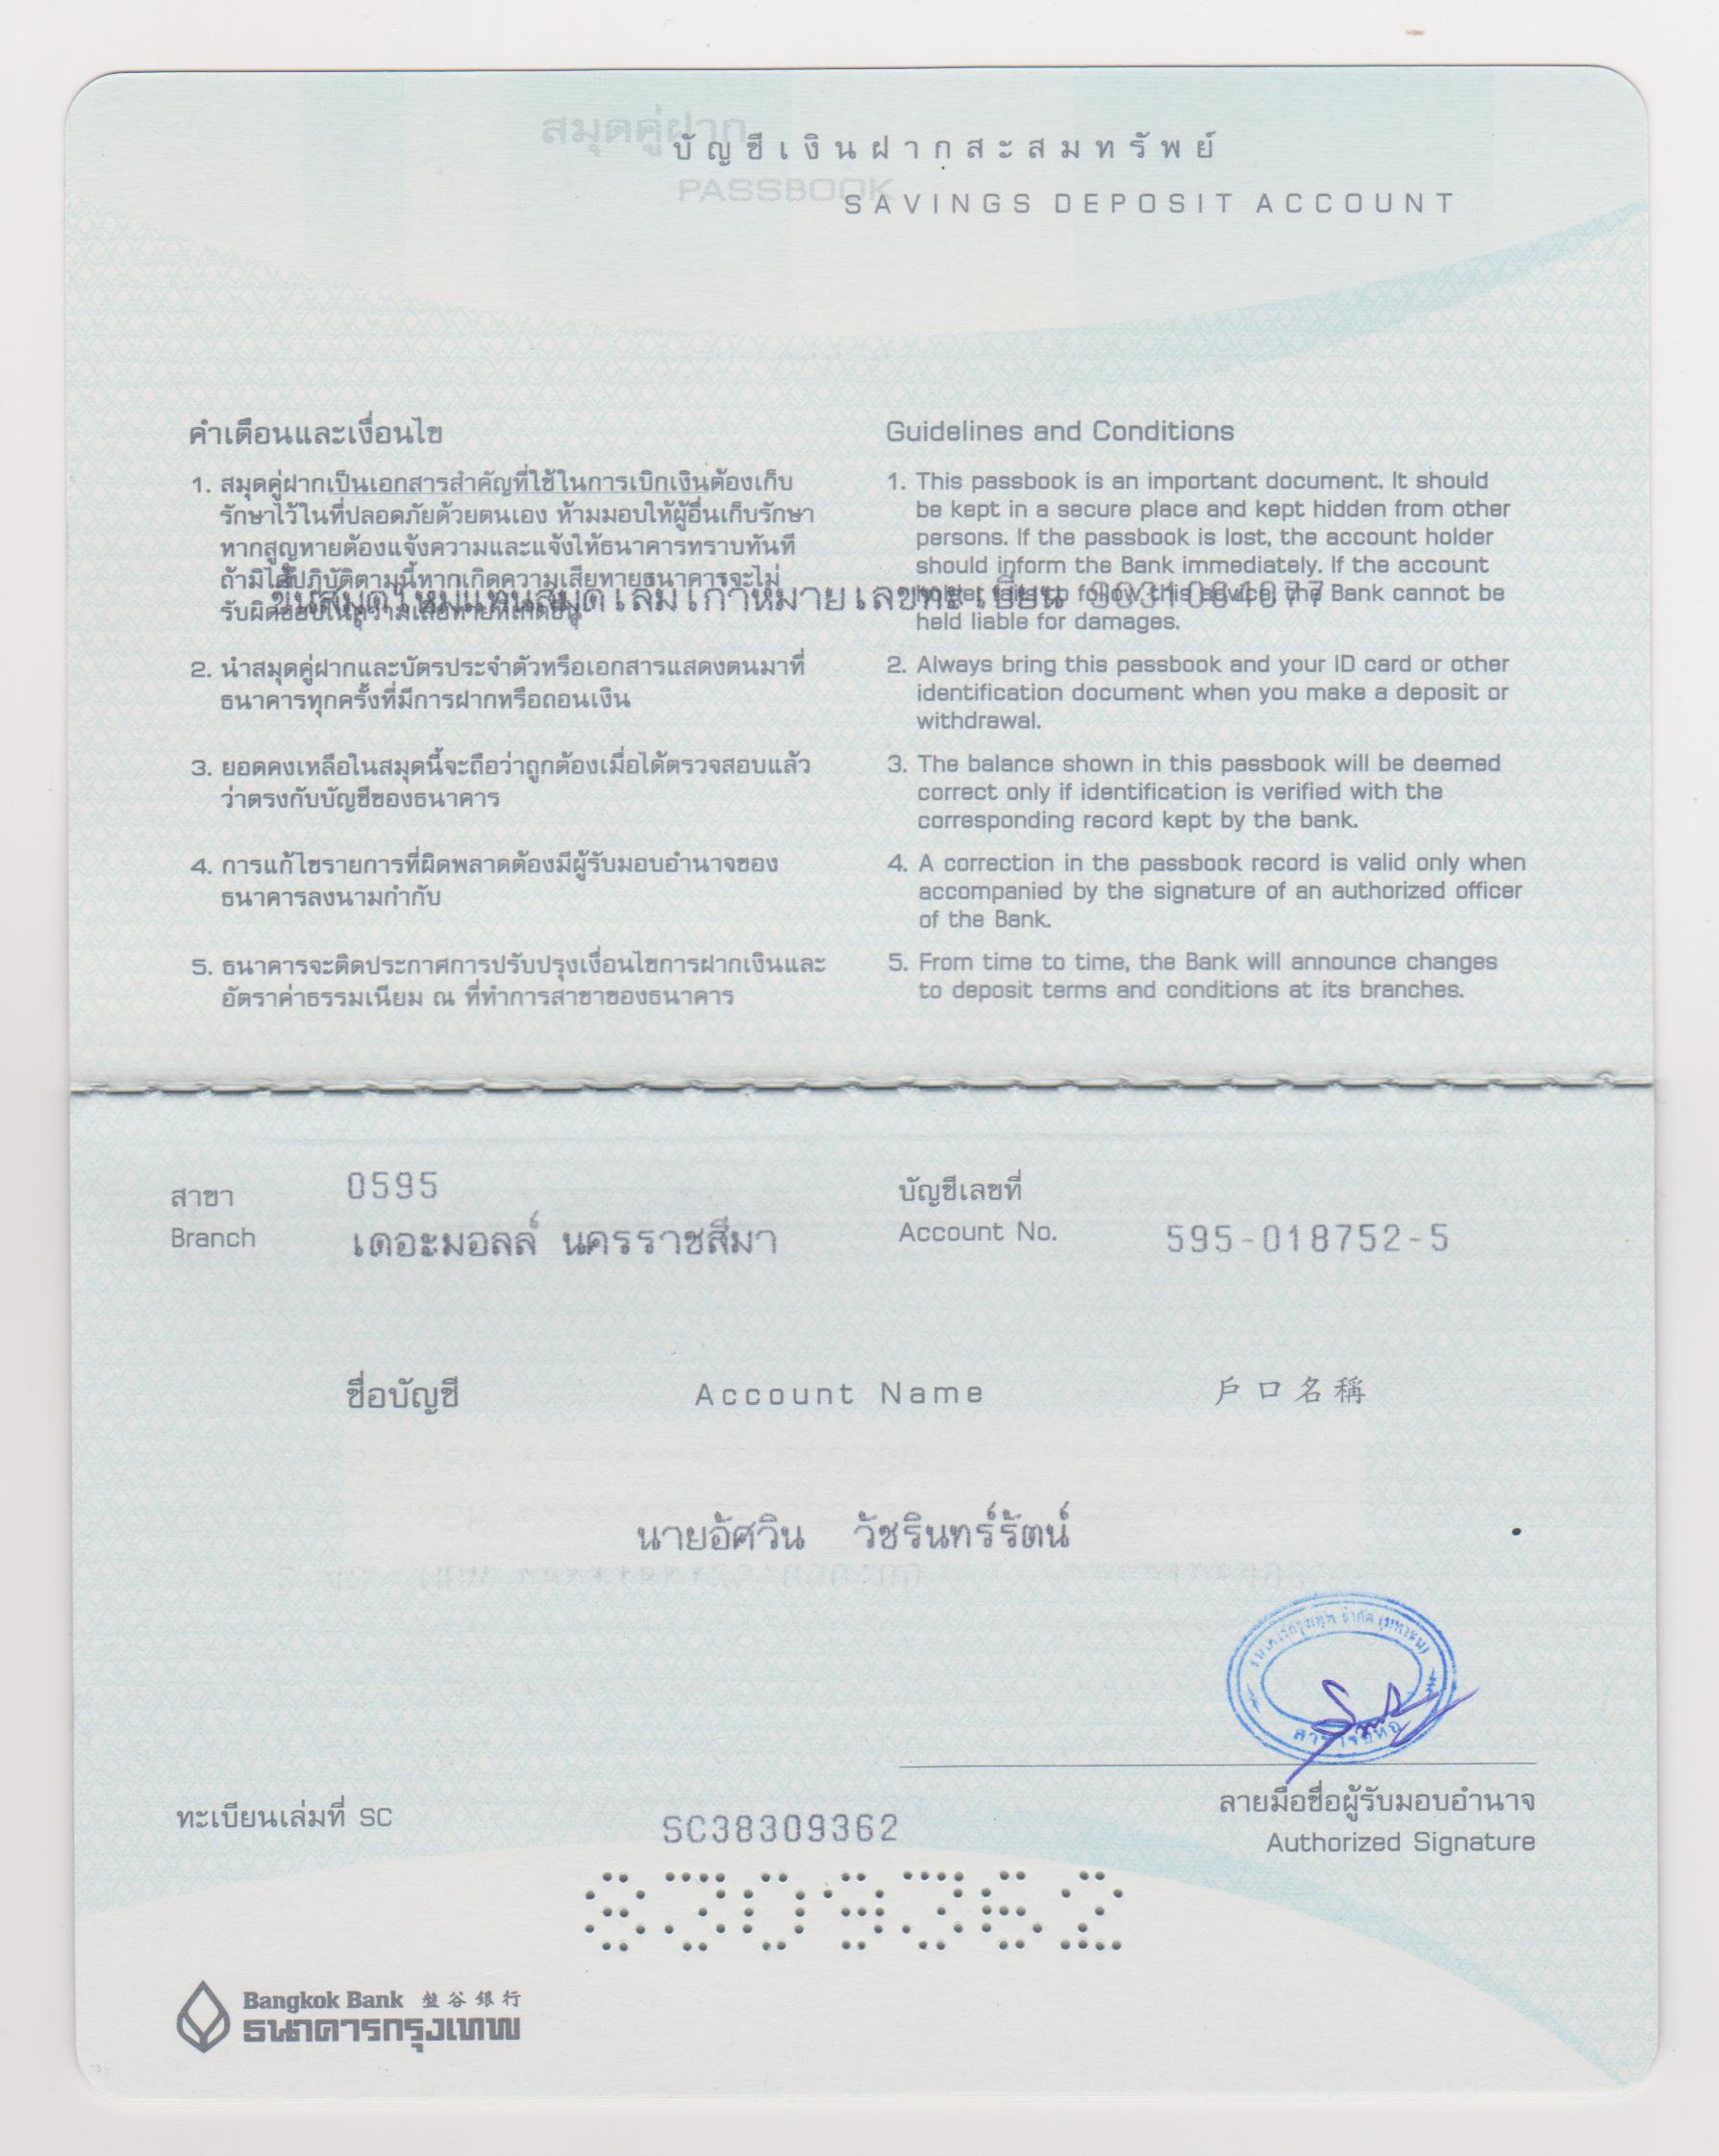 สมุดคู่ฝาก
PASSBOOK
บัญชีเงินฝากสะสมทรัพย์
SAVINGS DEPOSIT ACCOUNT
คำเตือนและเงื่อนไข
1. สมุดคู่ฝากเป็นเอกสารสำคัญที่ใช้ในการเบิกเงินต้องเก็บ
รักษาไว้ในที่ปลอดภัยด้วยตนเอง ห้ามมอบให้ผู้อื่นเก็บรักษา
หากสูญหายต้องแจ้งความและแจ้งให้ธนาคารทราบทันที
ถ้ามิได้ปฏิบัติตามนี้หากเกิดความเสียหายธนาคารจะไม่
ขึ้นสมุดใหม่แทนสมุดเล่มเก่าหมายเลขทะเบียน
2. นำสมุดคู่ฝากและบัตรประจำตัวหรือเอกสารแสดงตนมาที่
ธนาคารทุกครั้งที่มีการฝากหรือถอนเงิน
3. ยอดคงเหลือในสมุดนี้จะถือว่าถูกต้องเมื่อได้ตรวจสอบแล้ว
ว่าตรงกับบัญชีของธนาคาร
4. การแก้ไขรายการที่ผิดพลาดต้องมีผู้รับมอบอำนาจของ
ธนาคารลงนามกำกับ
5. ธนาคารจะติดประกาศการปรับปรุงเงื่อนไขการฝากเงินและ
อัตราค่าธรรมเนียม ณ ที่ทำการสาขาของธนาคาร
Guidelines and Conditions
1. This passbook is an important document. It should
be kept in a secure place and kept hidden from other
persons. If the passbook is lost, the account holder
should inform the Bank immediately. If the account
holder fails to follow this advice, the Bank cannot be
held liable for damages.
2. Always bring this passbook and your ID card or other
identification document when you make a deposit or
withdrawal.
3. The balance shown in this passbook will be deemed
correct only if identification is verified with the
corresponding record kept by the bank.
4. A correction in the passbook record is valid only when
accompanied by the signature of an authorized officer
of the Bank.
5. From time to time, the Bank will announce changes
to deposit terms and conditions at its branches.
สาขา 0595
Branch เดอะมอลล์ นครราชสีมา
บัญชีเลขที่
Account No. 595-018752-5
ชื่อบัญชี Account Name 戶口名稱
นายอัศวิน วัชรินทร์รัตน์
ลายมือชื่อผู้รับมอบอำนาจ
Authorized Signature
ทะเบียนเล่มที่ SC SC38309362
8309362
Bangkok Bank 盤谷銀行
ธนาคารกรุงเทพ